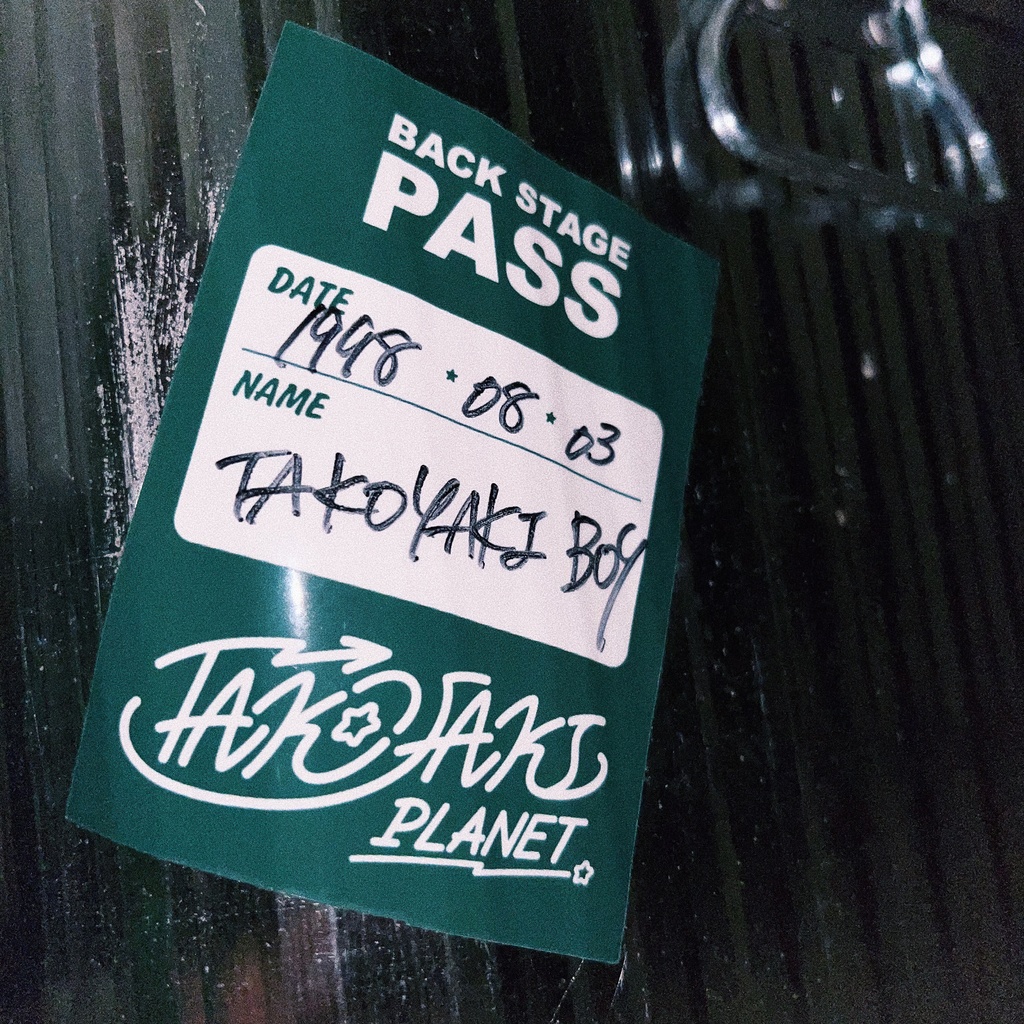 BACK STAGE
PASS
DATE
1998 · 08 · 03
NAME
TAKOYAKI BOY
TAKOYAKI
PLANET